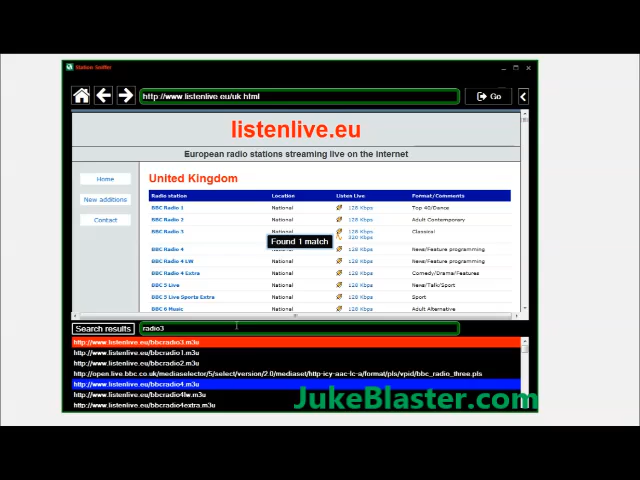 Station Sniffer
http://www.listenlive.eu/uk.html
Go
listenlive.eu
European radio stations streaming live on the internet
Home
New additions
Contact
United Kingdom
Radio station Location Listen Live Format/Comments
BBC Radio 1 National 128 Kbps Top 40/Dance
BBC Radio 2 National 128 Kbps Adult Contemporary
BBC Radio 3 National 128 Kbps Classical
320 Kbps
Found 1 match
BBC Radio 4 128 Kbps News/Feature programming
BBC Radio 4 LW National 128 Kbps News/Feature programming
BBC Radio 4 Extra National 128 Kbps Comedy/Drama/Features
BBC 5 Live National 128 Kbps News/Talk/Sport
BBC 5 Live Sports Extra National 128 Kbps Sport
BBC 6 Music National 128 Kbps
Search results radio3
http://www.listenlive.eu/bbcradio3.m3u
http://www.listenlive.eu/bbcradio1.m3u
http://www.listenlive.eu/bbcradio2.m3u
http://open.live.bbc.co.uk/mediaselector/5/select/version/2.0/mediaset/http-icy-aac-lc-a/format/pls/vpid/bbc_radio_three.pls
http://www.listenlive.eu/bbcradio4.m3u
http://www.listenlive.eu/bbcradio4lw.m3u
http://www.listenlive.eu/bbcradio4extra.m3u
JukeBlaster.com